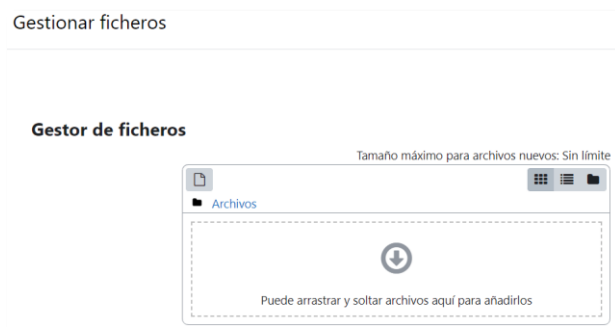 Gestionar ficheros
Gestor de ficheros
Tamaño máximo para archivos nuevos: Sin límite
Archivos
Puede arrastrar y soltar archivos aquí para añadirlos